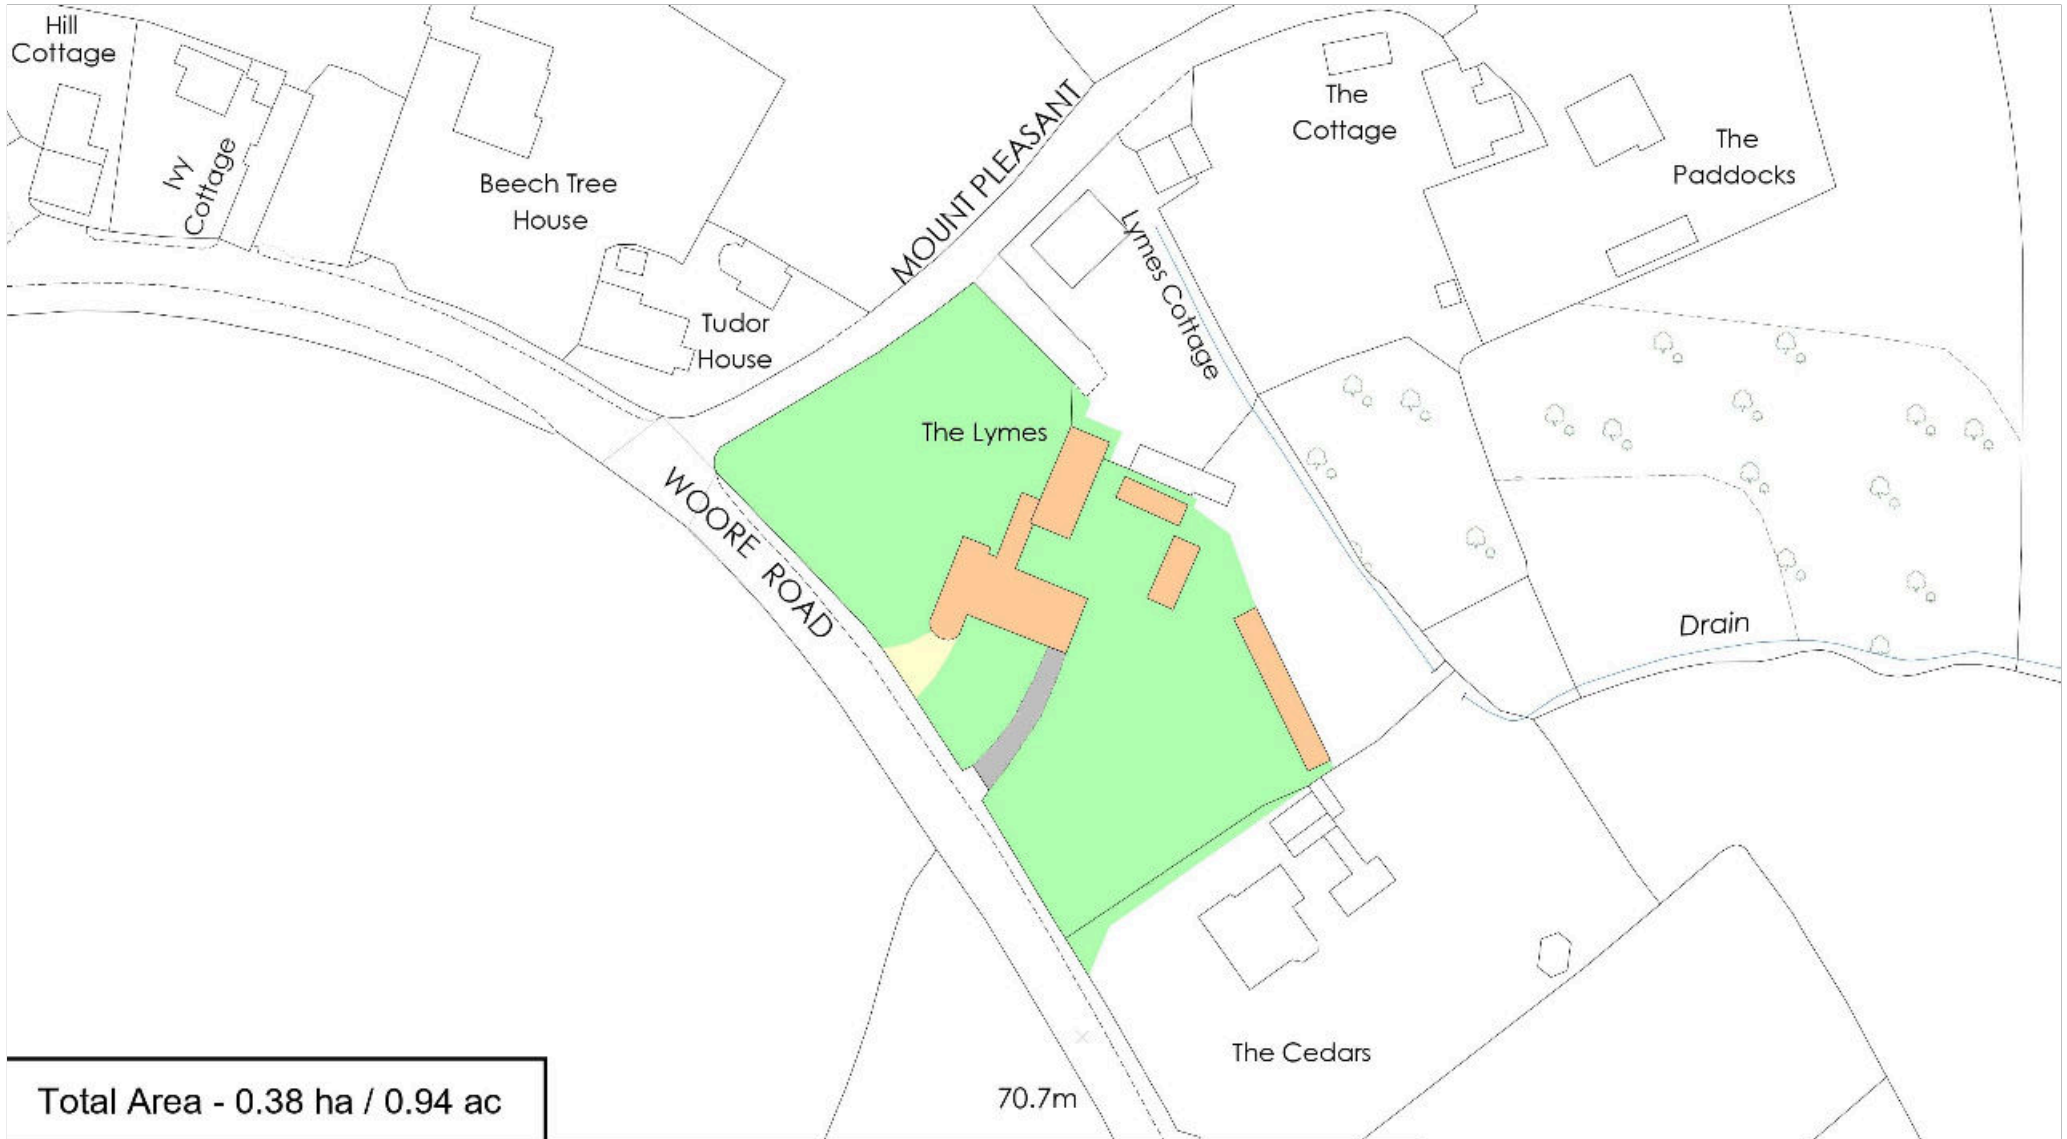 Hill
Cottage
Ivy
Cottage
Beech Tree
House
Tudor
House
MOUNT PLEASANT
The
Cottage
The
Paddocks
Lymes Cottage
The Lymes
WOORE ROAD
Drain
The Cedars
70.7m
Total Area - 0.38 ha / 0.94 ac